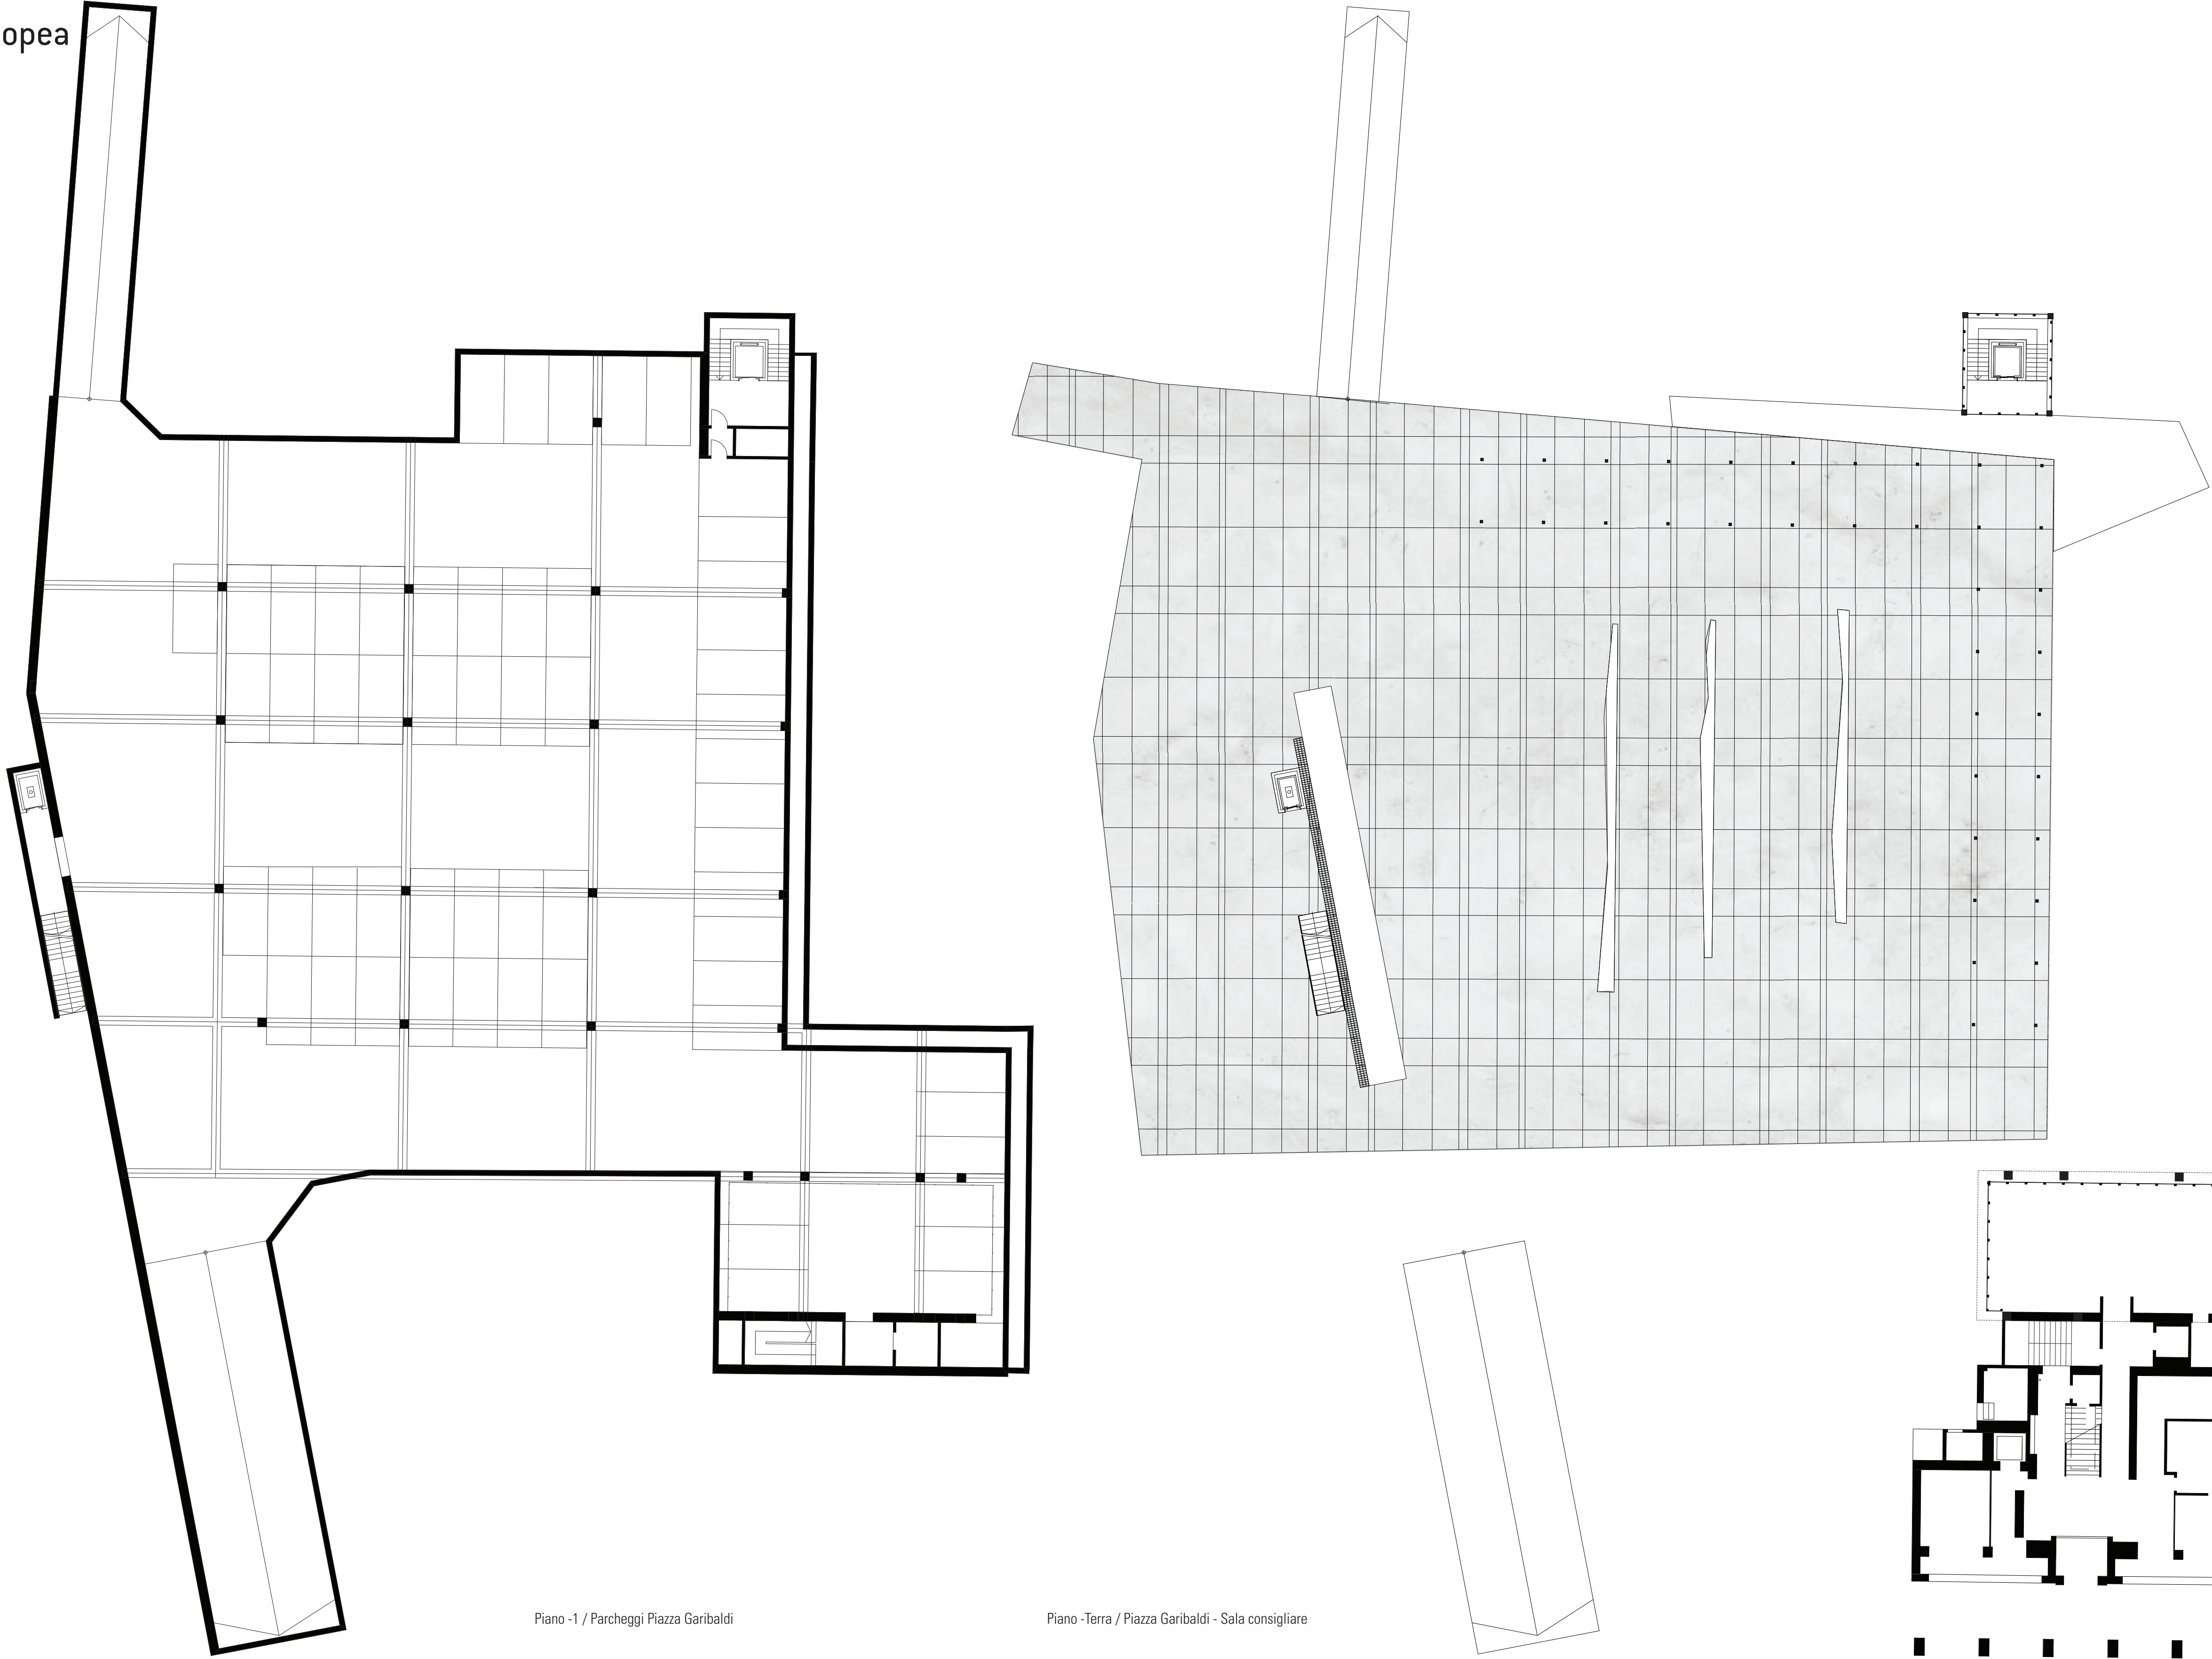 opea
Piano -1 / Parcheggi Piazza Garibaldi
Piano -Terra / Piazza Garibaldi - Sala consigliare